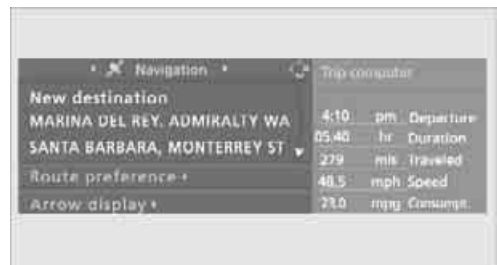 Navigation
New destination
MARINA DEL REY, ADMIRALTY WA
SANTA BARBARA, MONTERREY ST
Route preference
Arrow display
Trip computer
4:10 pm Departure
05.40 hr Duration
279 mls Traveled
48.5 mph Speed
23.0 mpg Consumpt.